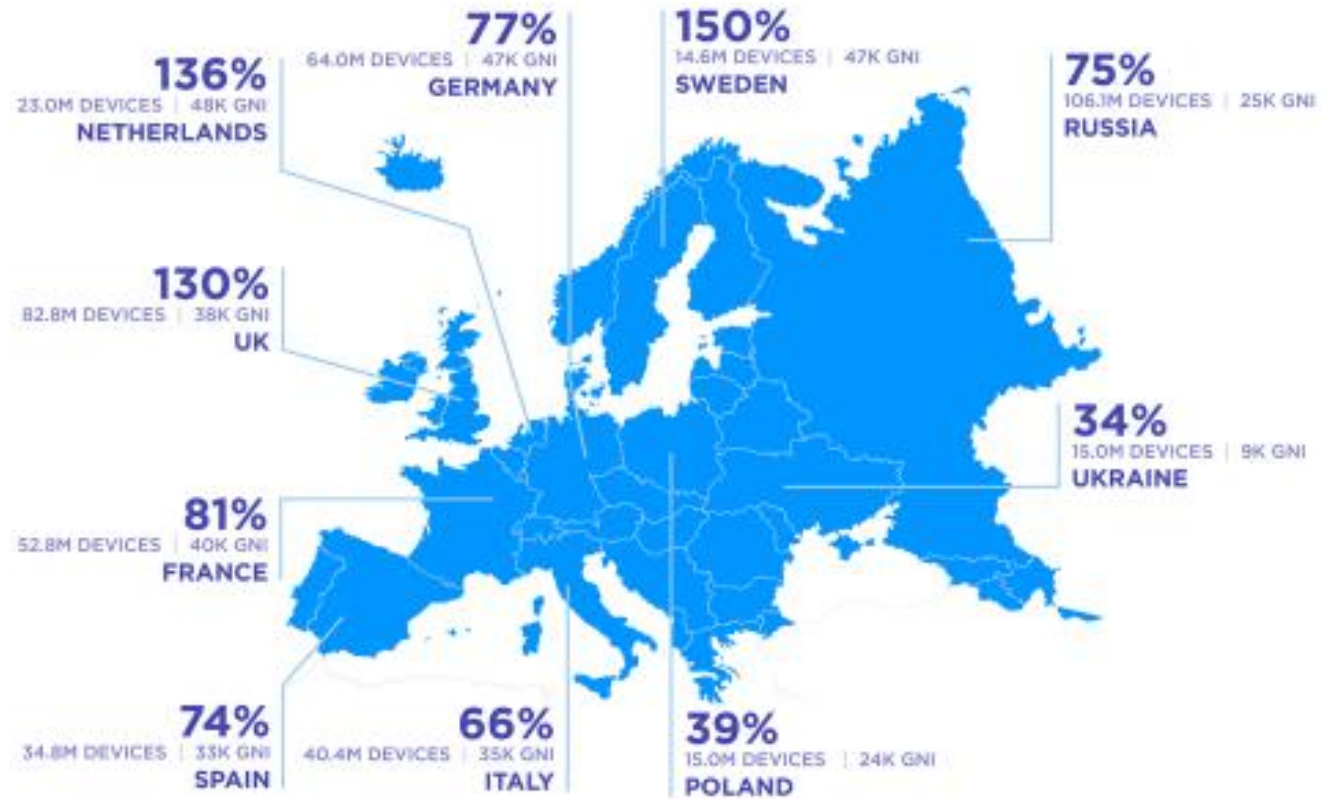 77%
64.0M DEVICES | 47K GNI
GERMANY
150%
14.6M DEVICES | 47K GNI
SWEDEN
136%
23.0M DEVICES | 48K GNI
NETHERLANDS
75%
106.1M DEVICES | 25K GNI
RUSSIA
130%
82.8M DEVICES | 38K GNI
UK
34%
15.0M DEVICES | 9K GNI
UKRAINE
81%
52.8M DEVICES | 40K GNI
FRANCE
74%
34.8M DEVICES | 33K GNI
SPAIN
66%
40.4M DEVICES | 35K GNI
ITALY
39%
15.0M DEVICES | 24K GNI
POLAND